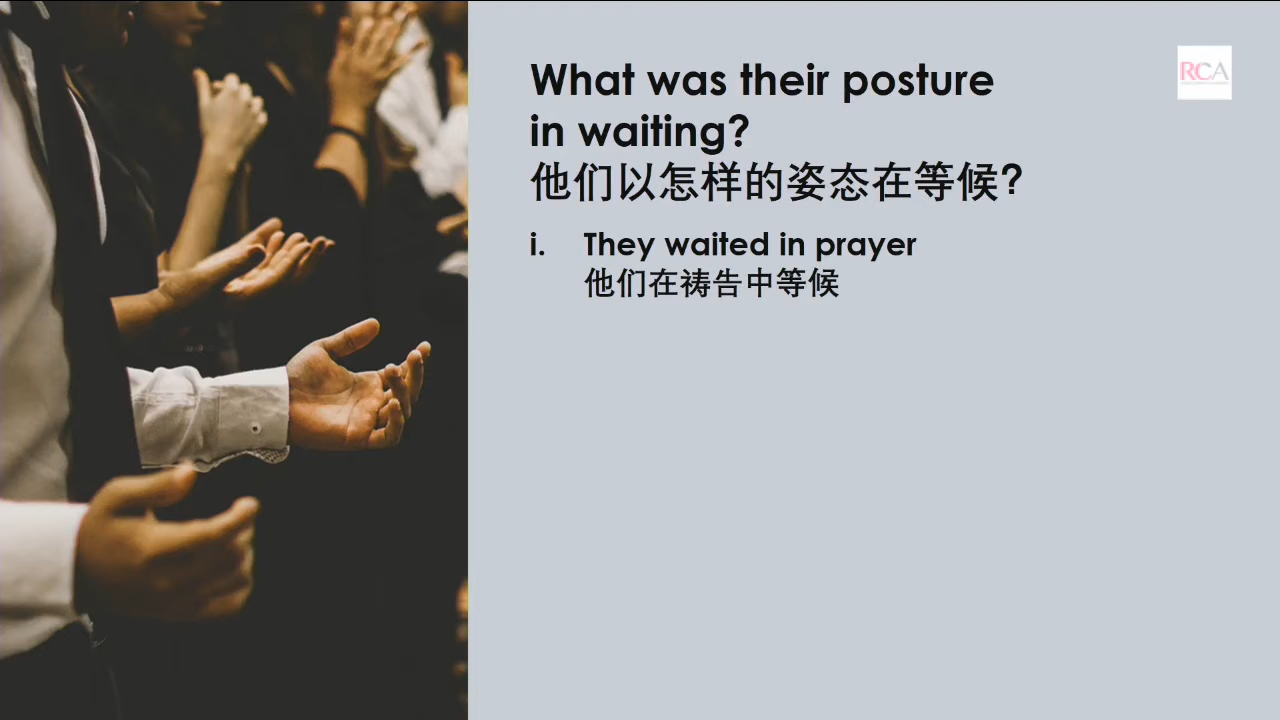 What was their posture
in waiting?
他们以怎样的姿态在等候?
i. They waited in prayer
他们在祷告中等候
RCA